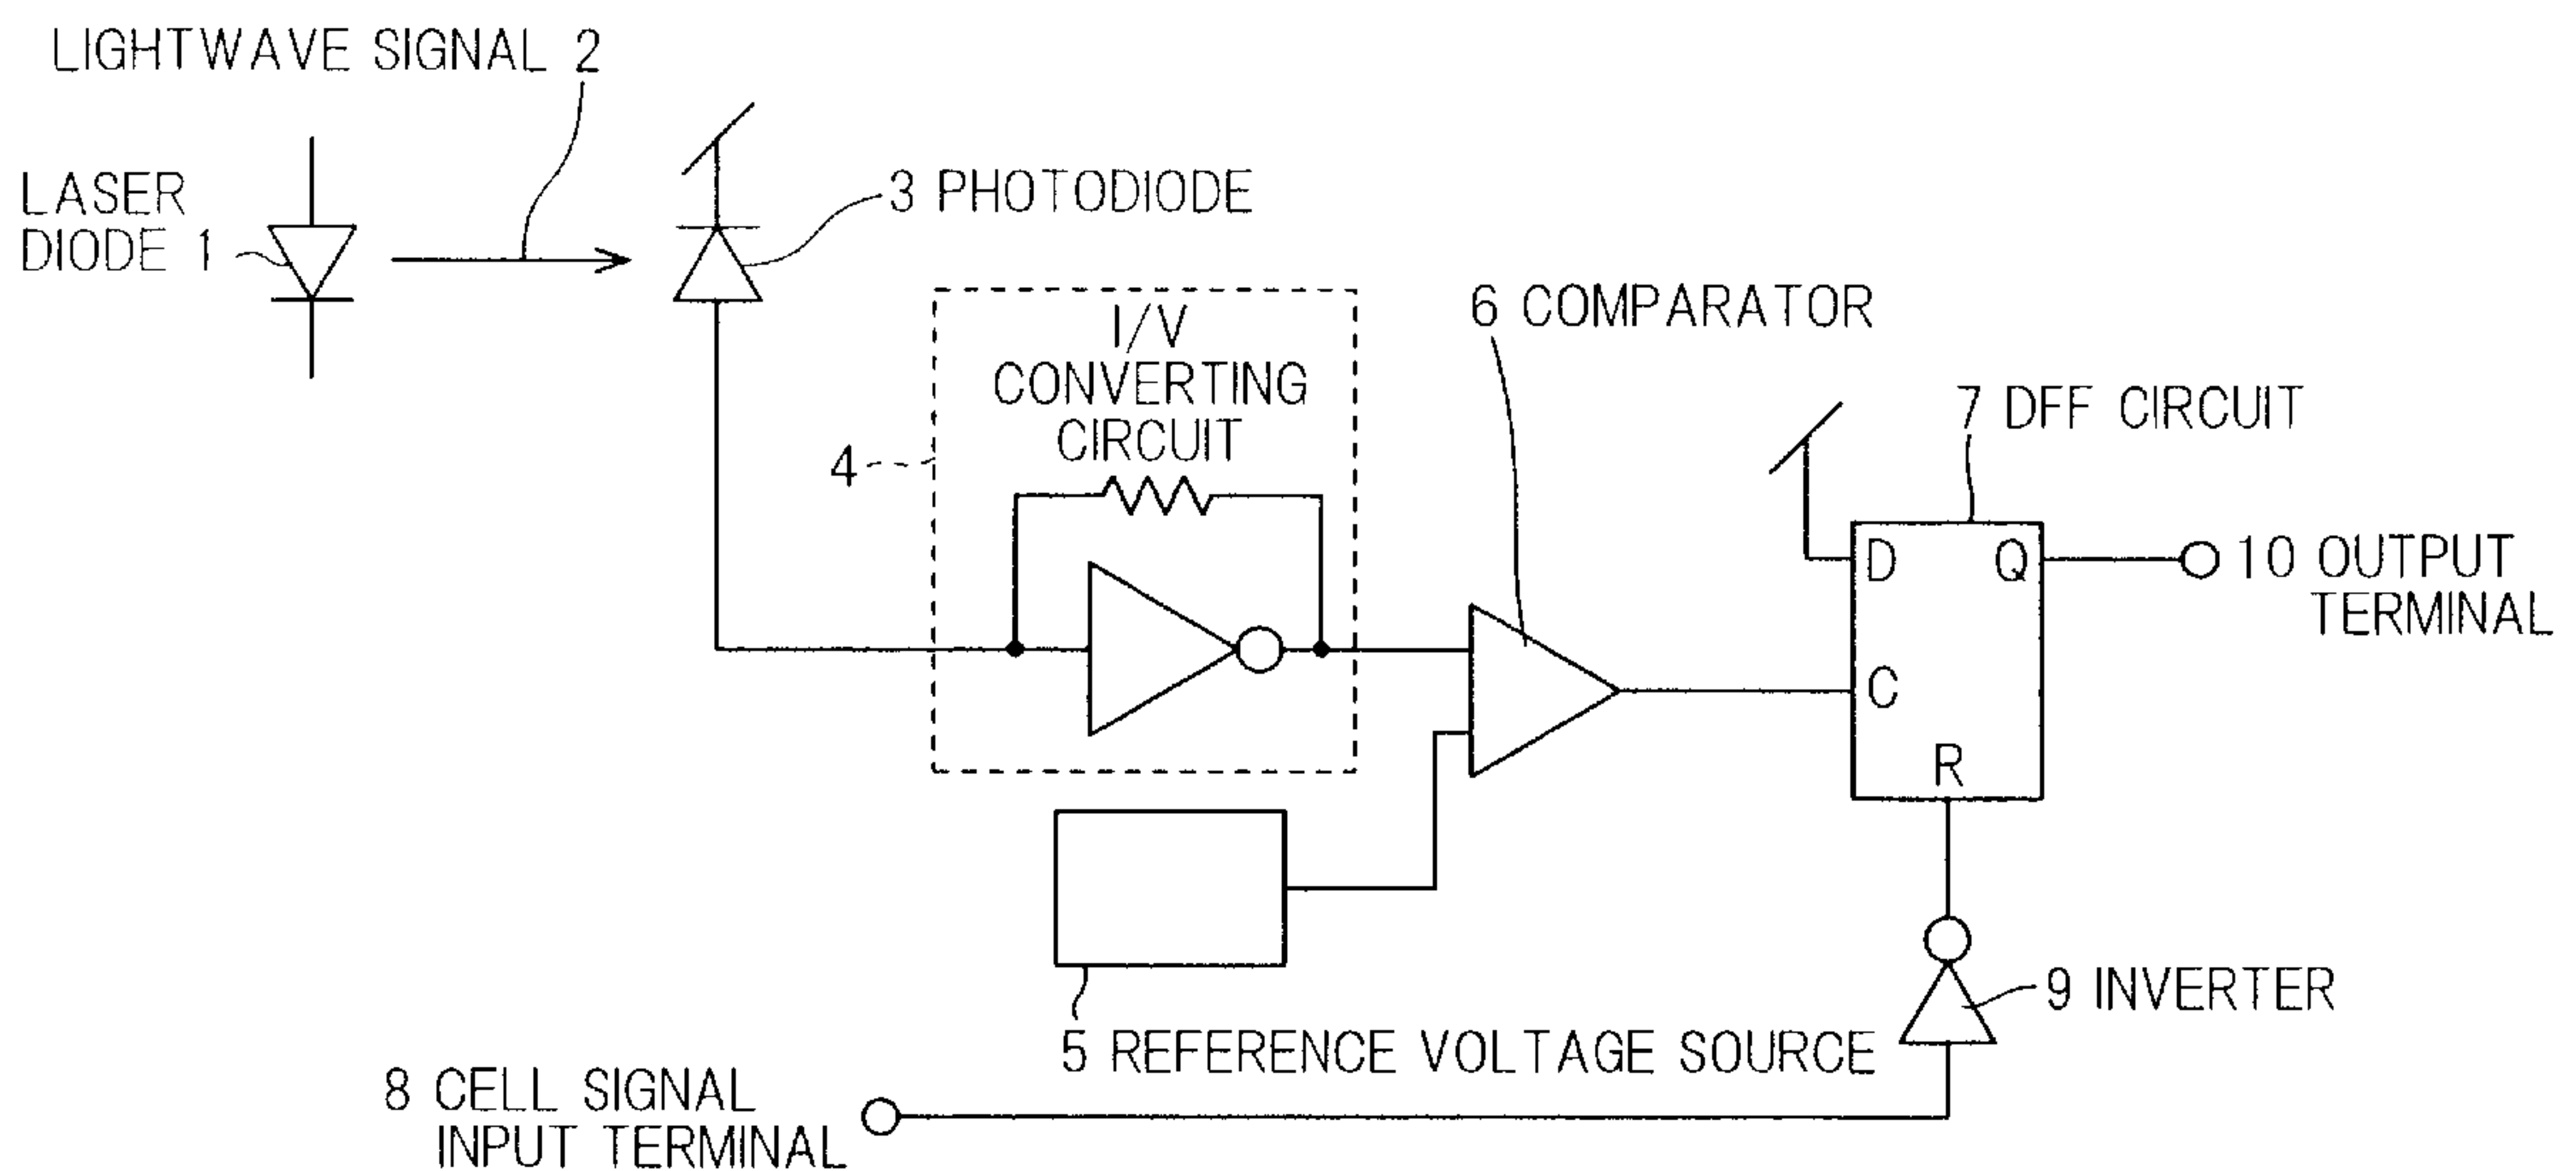 LIGHTWAVE SIGNAL 2
LASER
DIODE 1
3 PHOTODIODE
I/V
CONVERTING
CIRCUIT
4
6 COMPARATOR
7 DFF CIRCUIT
D
Q
10 OUTPUT
TERMINAL
C
R
9 INVERTER
5 REFERENCE VOLTAGE SOURCE
8 CELL SIGNAL
INPUT TERMINAL